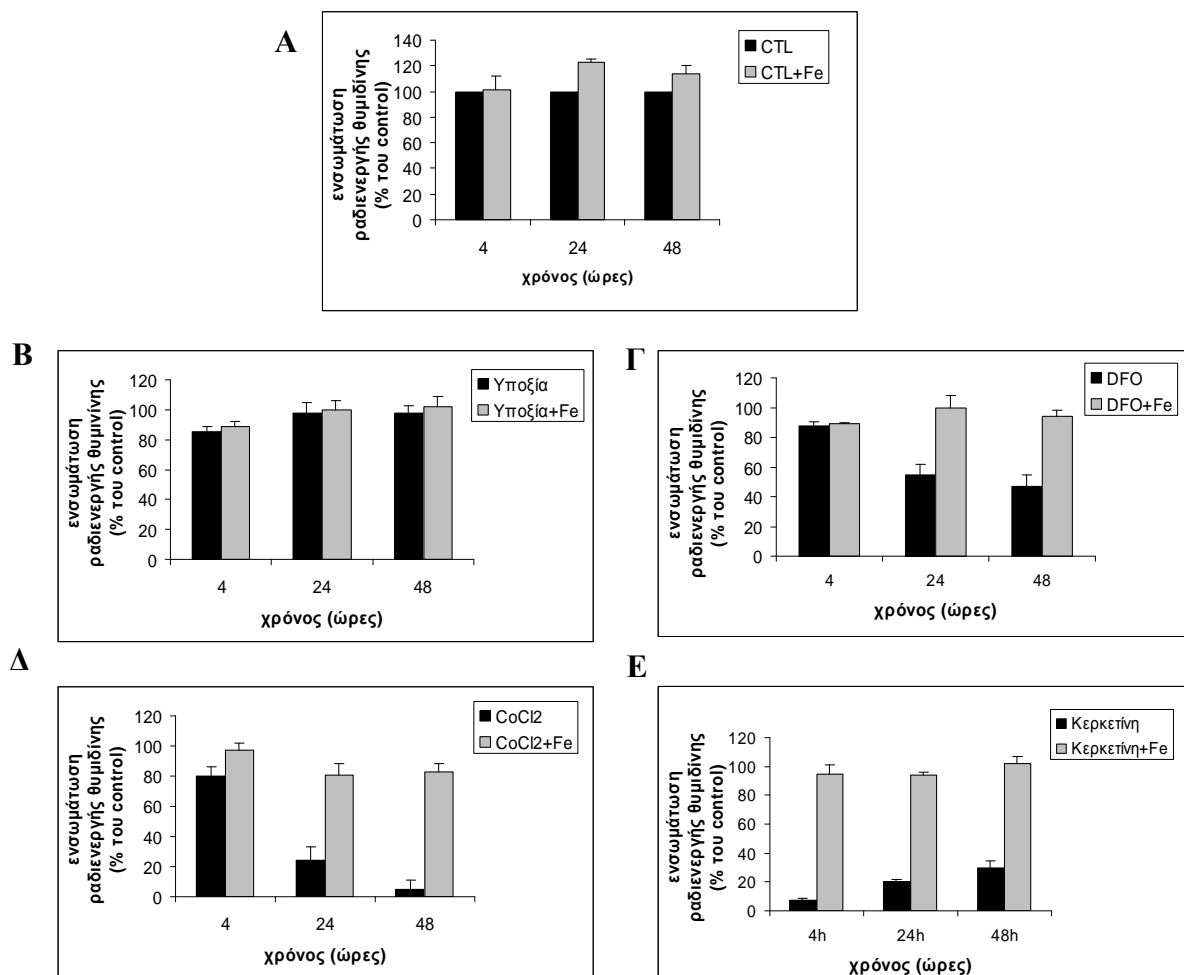 Α
ενσωμάτωση
ραδιενεργής θυμιδίνης
(% του control)
140
120
100
80
60
40
20
0
4 24 48
χρόνος (ώρες)
CTL
CTL+Fe
Β
ενσωμάτωση
ραδιενεργής θυμινίνης
(% του control)
120
100
80
60
40
20
0
4 24 48
χρόνος (ώρες)
Υποξία
Υποξία+Fe
Γ
ενσωμάτωση
ραδιενεργής θυμιδίνης
(% του control)
120
100
80
60
40
20
0
4 24 48
χρόνος (ώρες)
DFO
DFO+Fe
Δ
ενσωμάτωση
ραδιενεργής θυμιδίνης
(% του control)
120
100
80
60
40
20
0
4 24 48
χρόνος (ώρες)
CoCl2
CoCl2+Fe
Ε
ενσωμάτωση
ραδιενεργής θυμιδίνης
(% του control)
120
100
80
60
40
20
0
4h 24h 48h
χρόνος (ώρες)
Κερκετίνη
Κερκετίνη+Fe